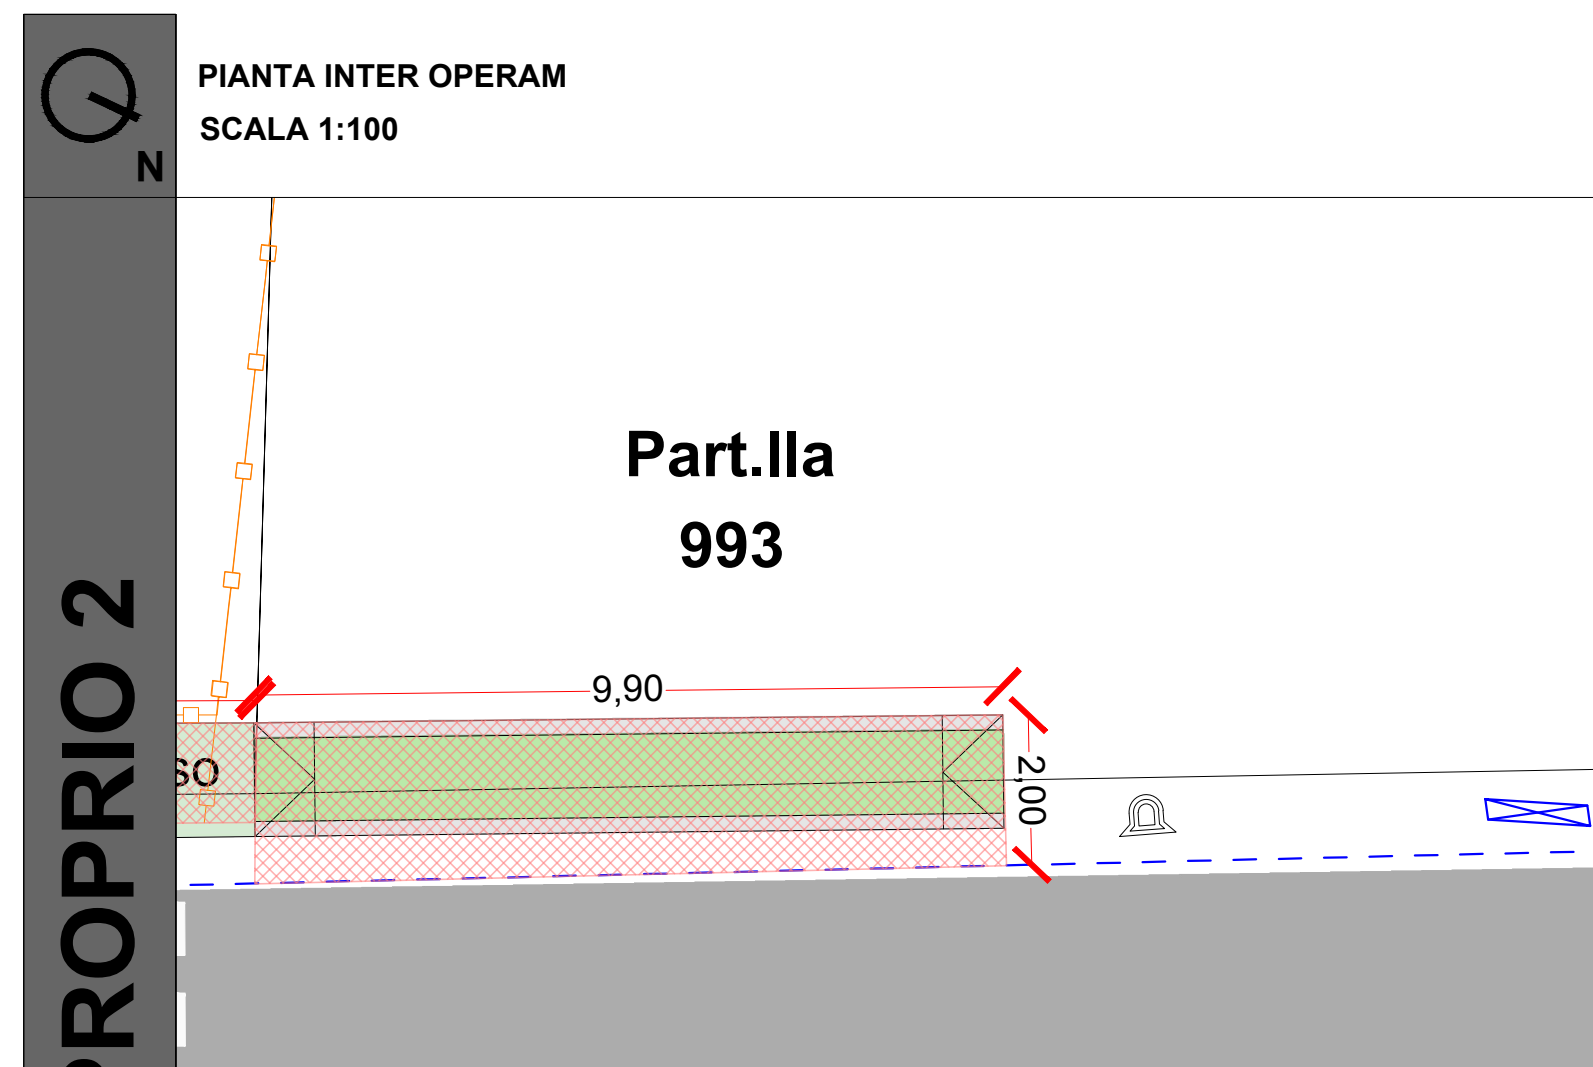 N
PIANTA INTER OPERAM
SCALA 1:100
Part.lla
993
9,90
2,00
so
PROPRIO 2